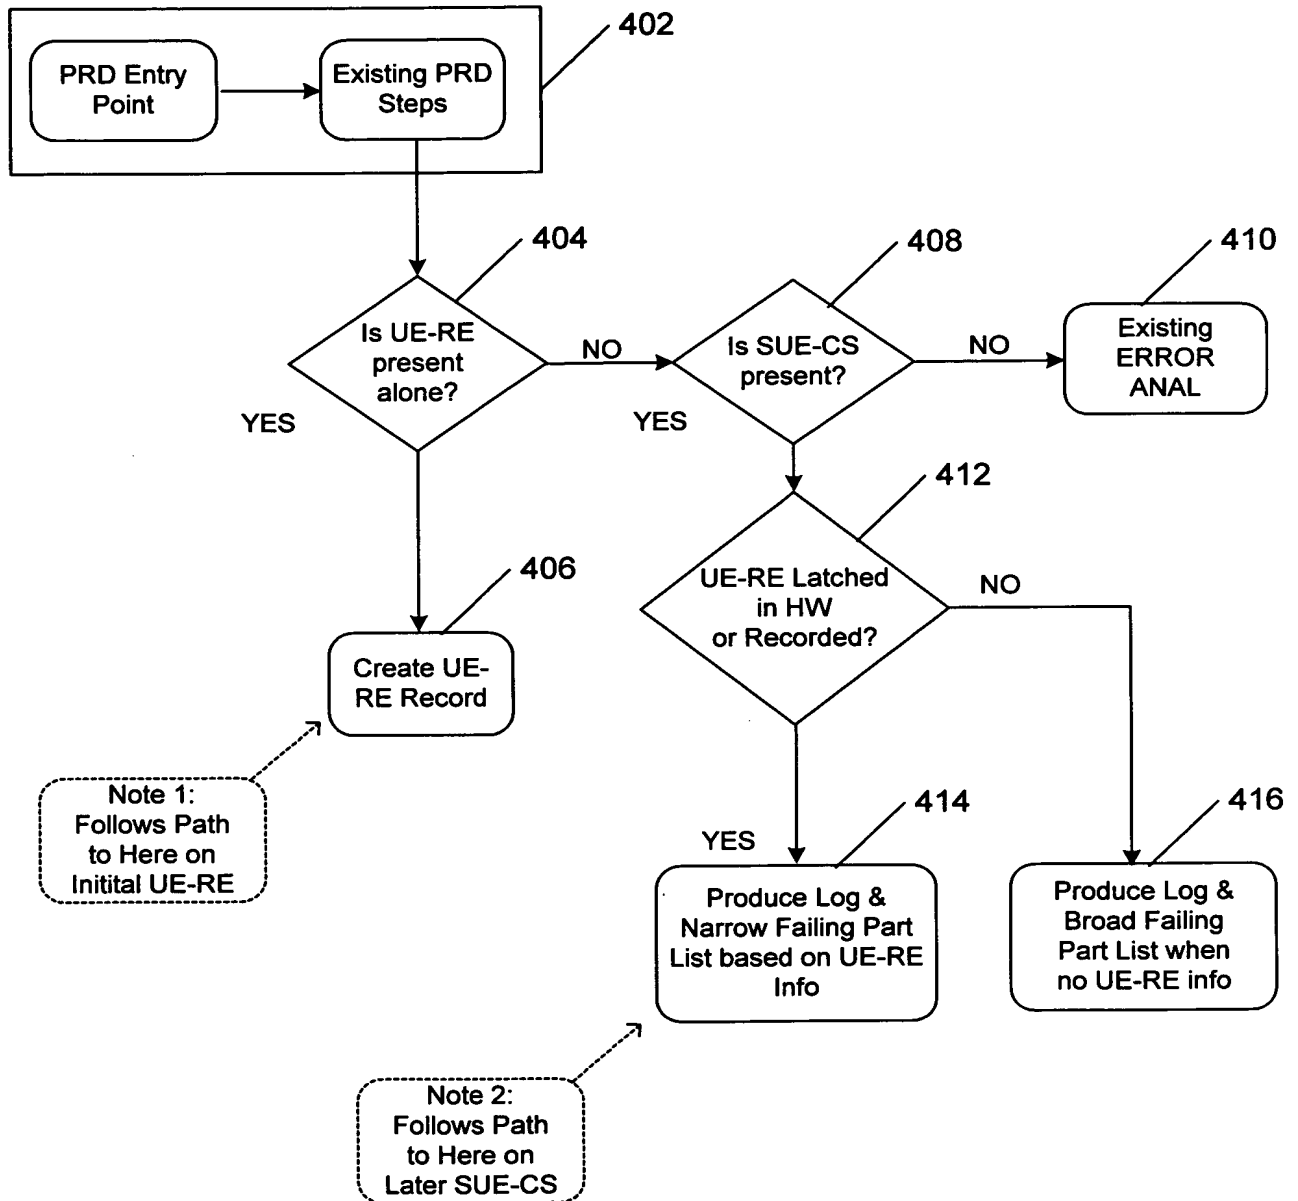 402
PRD Entry
Point
Existing PRD
Steps
404
408
410
Is UE-RE
present
alone?
NO
Is SUE-CS
present?
NO
Existing
ERROR
ANAL
YES
YES
412
406
UE-RE Latched
in HW
or Recorded?
NO
Create UE-
RE Record
Note 1:
Follows Path
to Here on
Initital UE-RE
414
416
YES
Produce Log &
Narrow Failing Part
List based on UE-RE
Info
Produce Log &
Broad Failing
Part List when
no UE-RE info
Note 2:
Follows Path
to Here on
Later SUE-CS